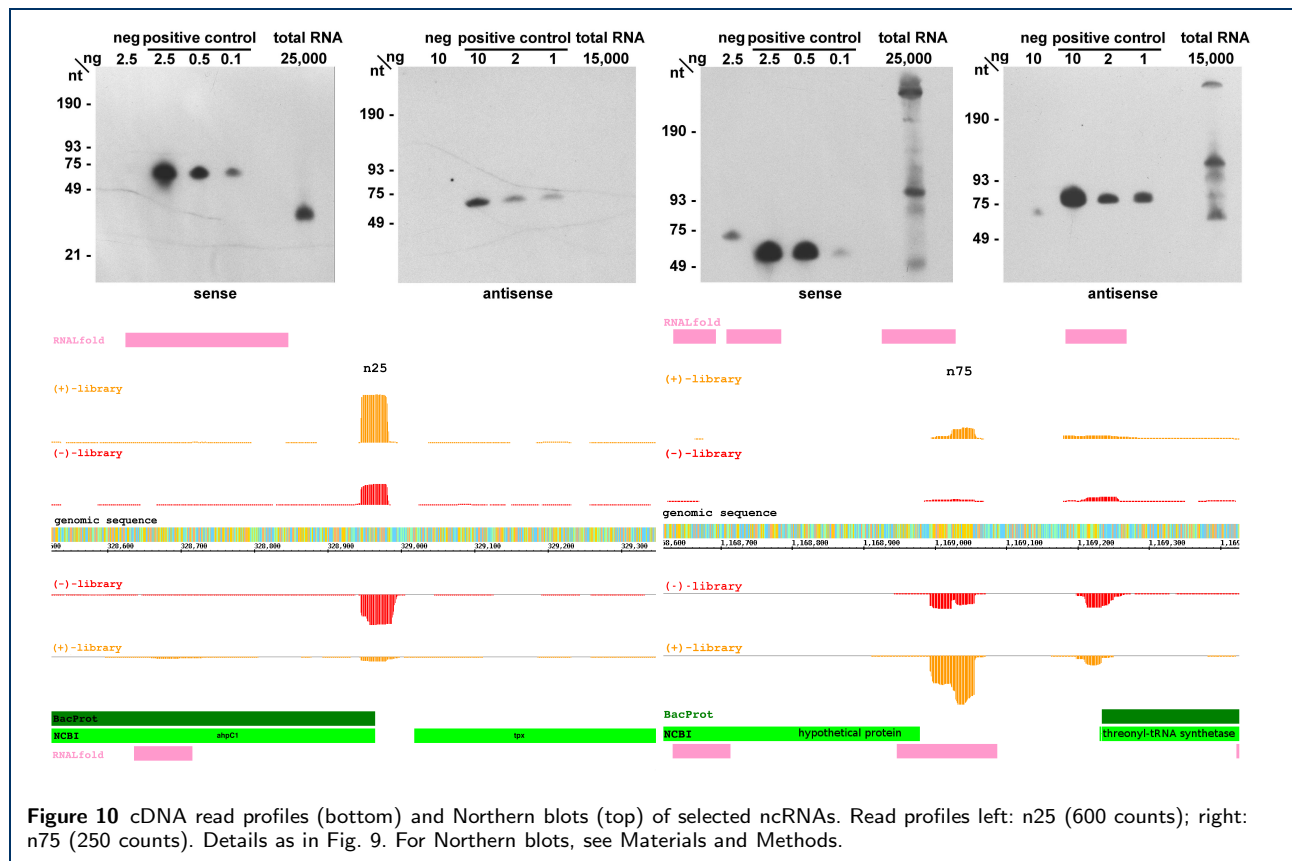 neg positive control total RNA
ng 2.5 2.5 0.5 0.1 25,000
nt
190 -
93 -
75 -
49 -
21 -
sense
neg positive control total RNA
ng 10 10 2 1 15,000
nt
190 -
93 -
75 -
49 -
antisense
neg positive control total RNA
ng 2.5 2.5 0.5 0.1 25,000
nt
190 -
93 -
75 -
49 -
sense
neg positive control total RNA
ng 10 10 2 1 15,000
nt
190 -
93 -
75 -
49 -
antisense
RNALfold
n25
(+)-library
(-)-library
genomic sequence
600 328,600 328,700 328,800 328,900 329,000 329,100 329,200 329,300
(-)-library
(+)-library
BacProt
NCBI ahpC1 tpx
RNALfold
RNALfold
n75
(+)-library
(-)-library
genomic sequence
68,600 1,168,700 1,168,800 1,168,900 1,169,000 1,169,100 1,169,200 1,169,300 1,169
(-)-library
(+)-library
BacProt
NCBI hypothetical protein threonyl-tRNA synthetase
RNALfold
Figure 10 cDNA read profiles (bottom) and Northern blots (top) of selected ncRNAs. Read profiles left: n25 (600 counts); right:
n75 (250 counts). Details as in Fig. 9. For Northern blots, see Materials and Methods.